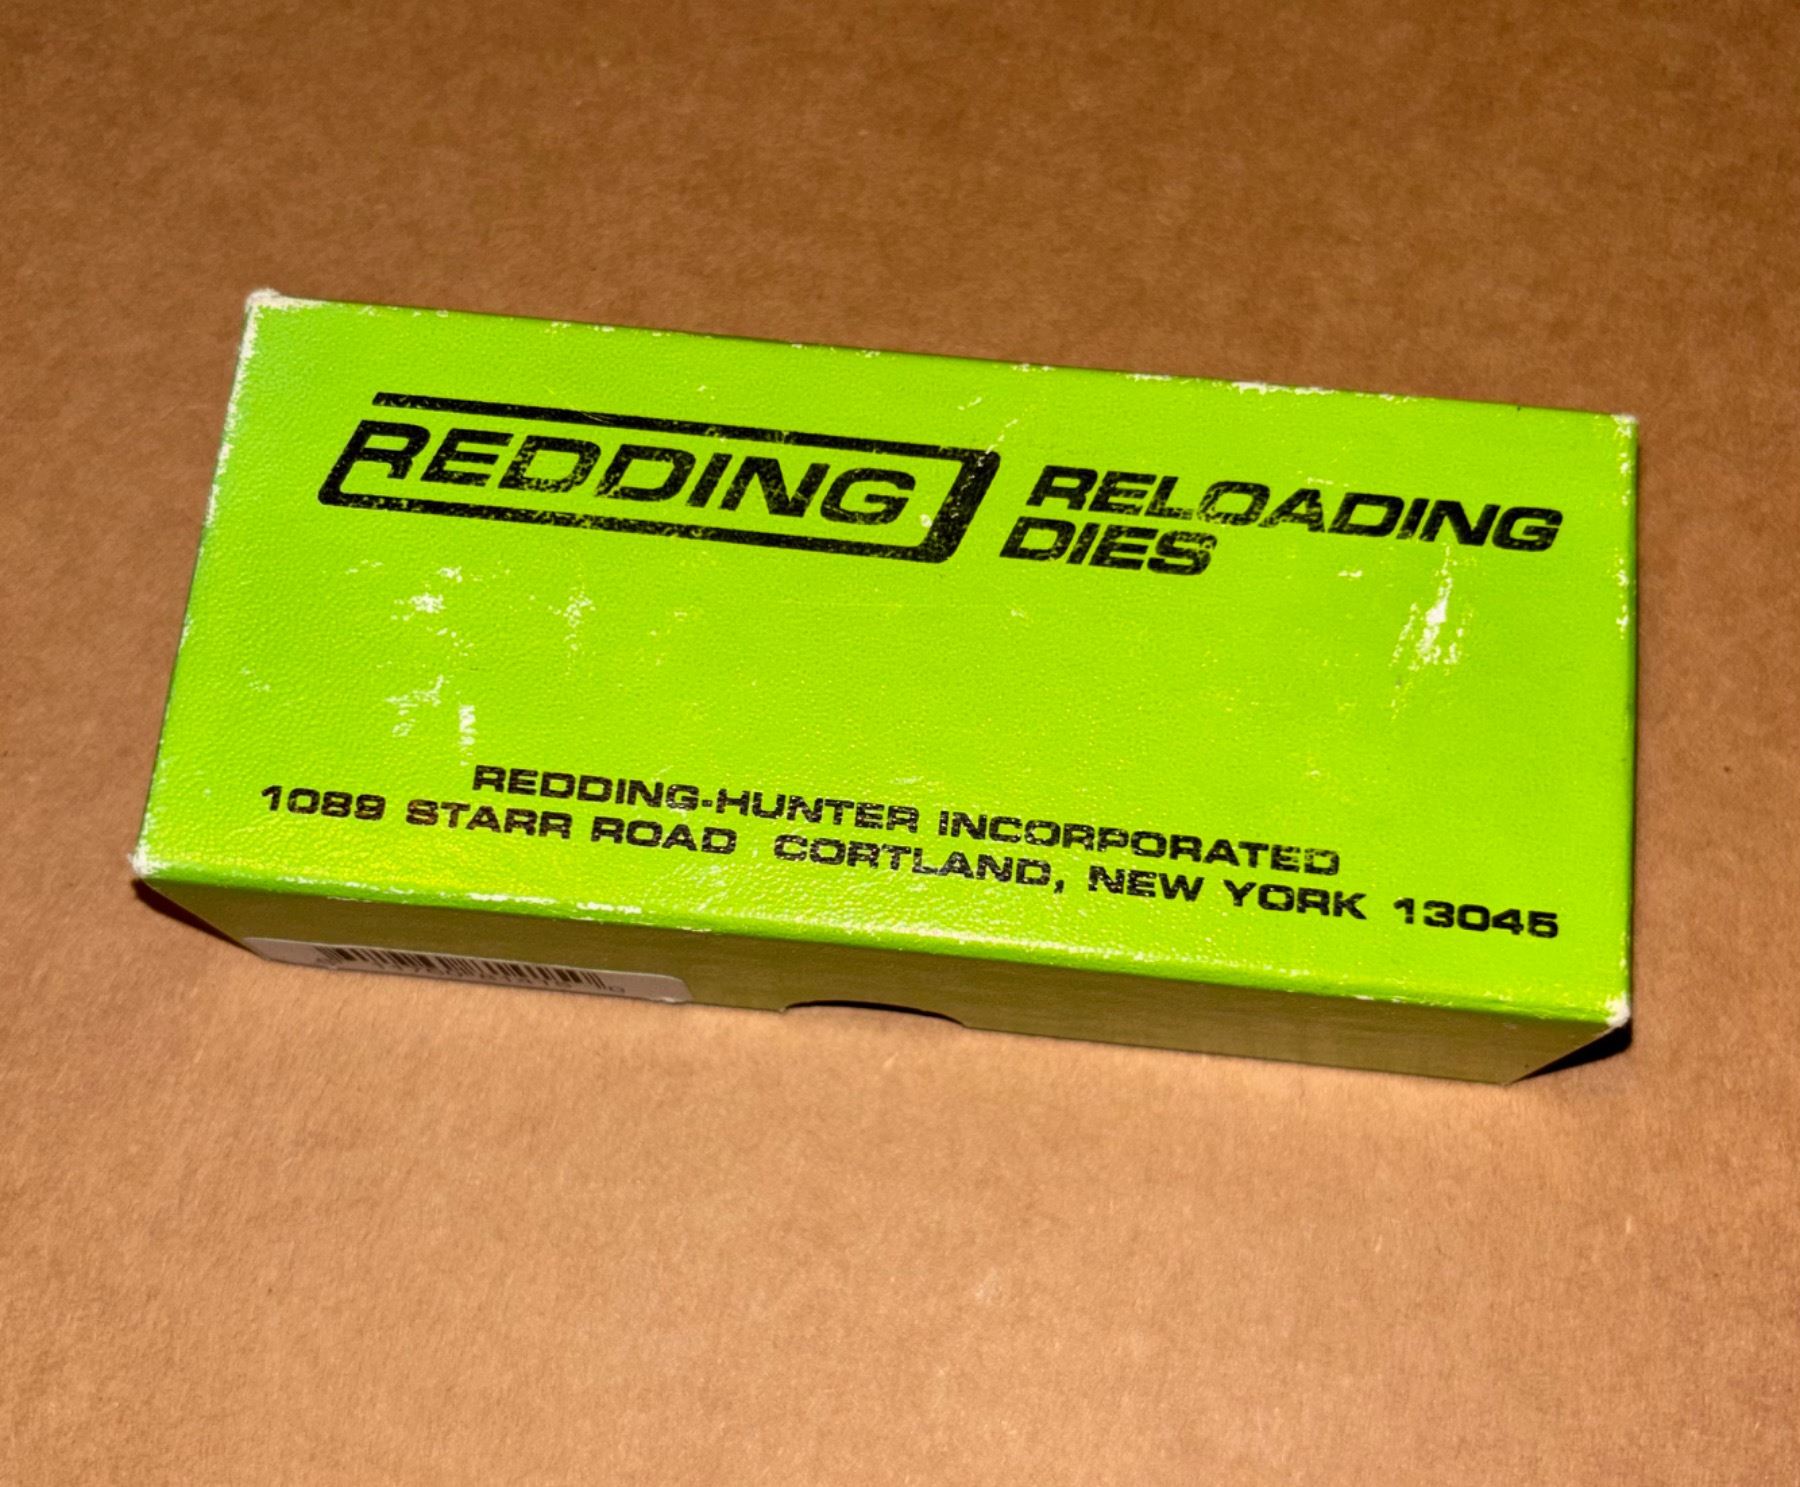 REDDING
RELOADING
DIES
REDDING-HUNTER INCORPORATED
1089 STARR ROAD CORTLAND, NEW YORK 13045